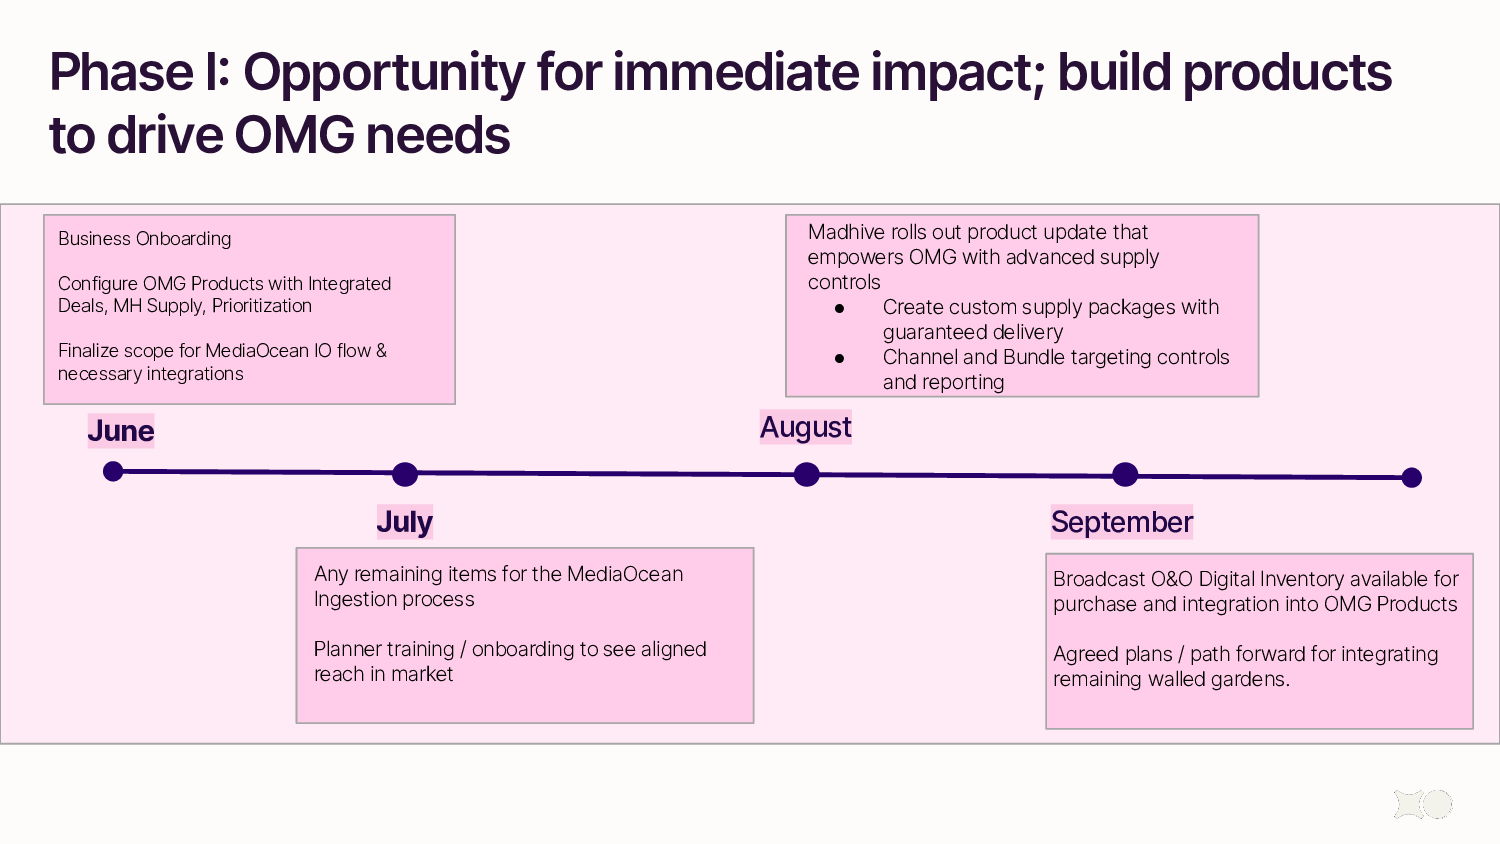 Phase I: Opportunity for immediate impact; build products
to drive OMG needs
Business Onboarding
Configure OMG Products with Integrated
Deals, MH Supply, Prioritization
Finalize scope for MediaOcean IO flow &
necessary integrations
June
July
Any remaining items for the MediaOcean
Ingestion process
Planner training / onboarding to see aligned
reach in market
Madhive rolls out product update that
empowers OMG with advanced supply
controls
● Create custom supply packages with
guaranteed delivery
● Channel and Bundle targeting controls
and reporting
August
September
Broadcast O&O Digital Inventory available for
purchase and integration into OMG Products
Agreed plans / path forward for integrating
remaining walled gardens.